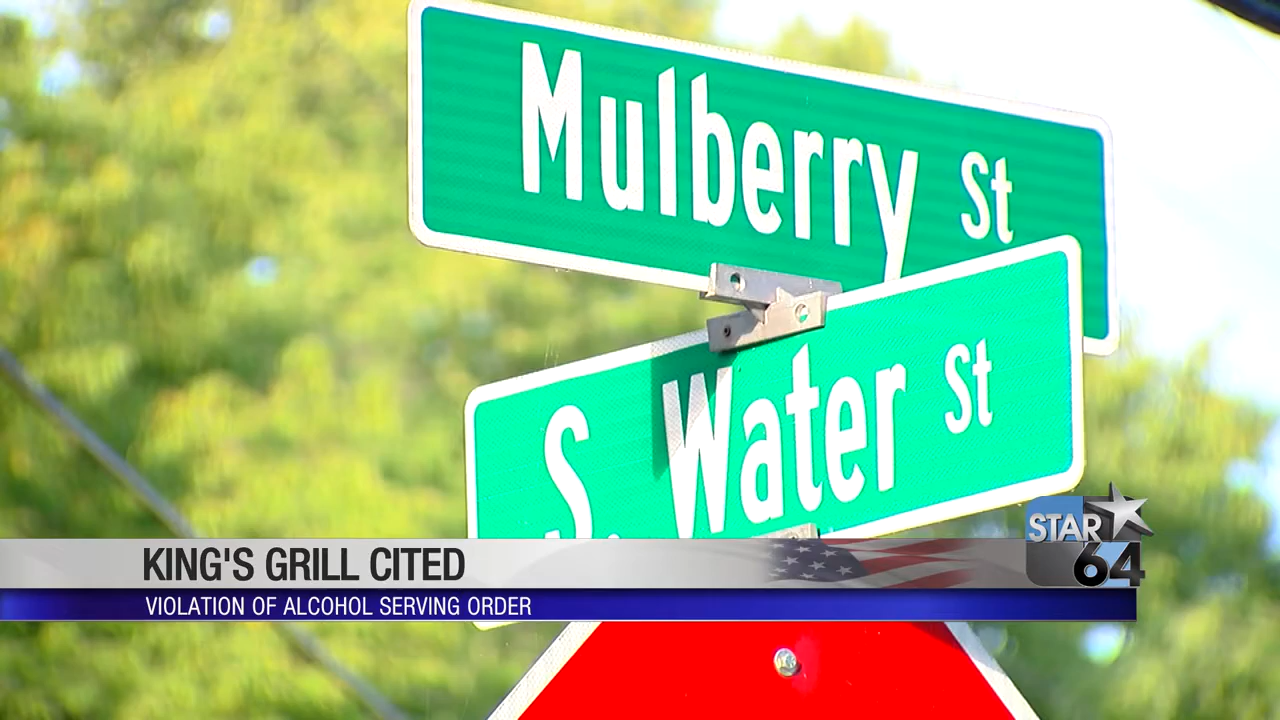 Mulberry St
S. Water St
KING'S GRILL CITED
VIOLATION OF ALCOHOL SERVING ORDER
STAR
64